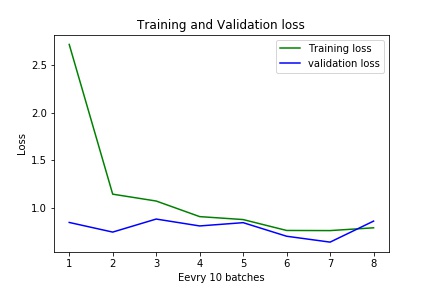 Training and Validation loss
Training loss
validation loss
Loss
2.5
2.0
1.5
1.0
1 2 3 4 5 6 7 8
Eevry 10 batches